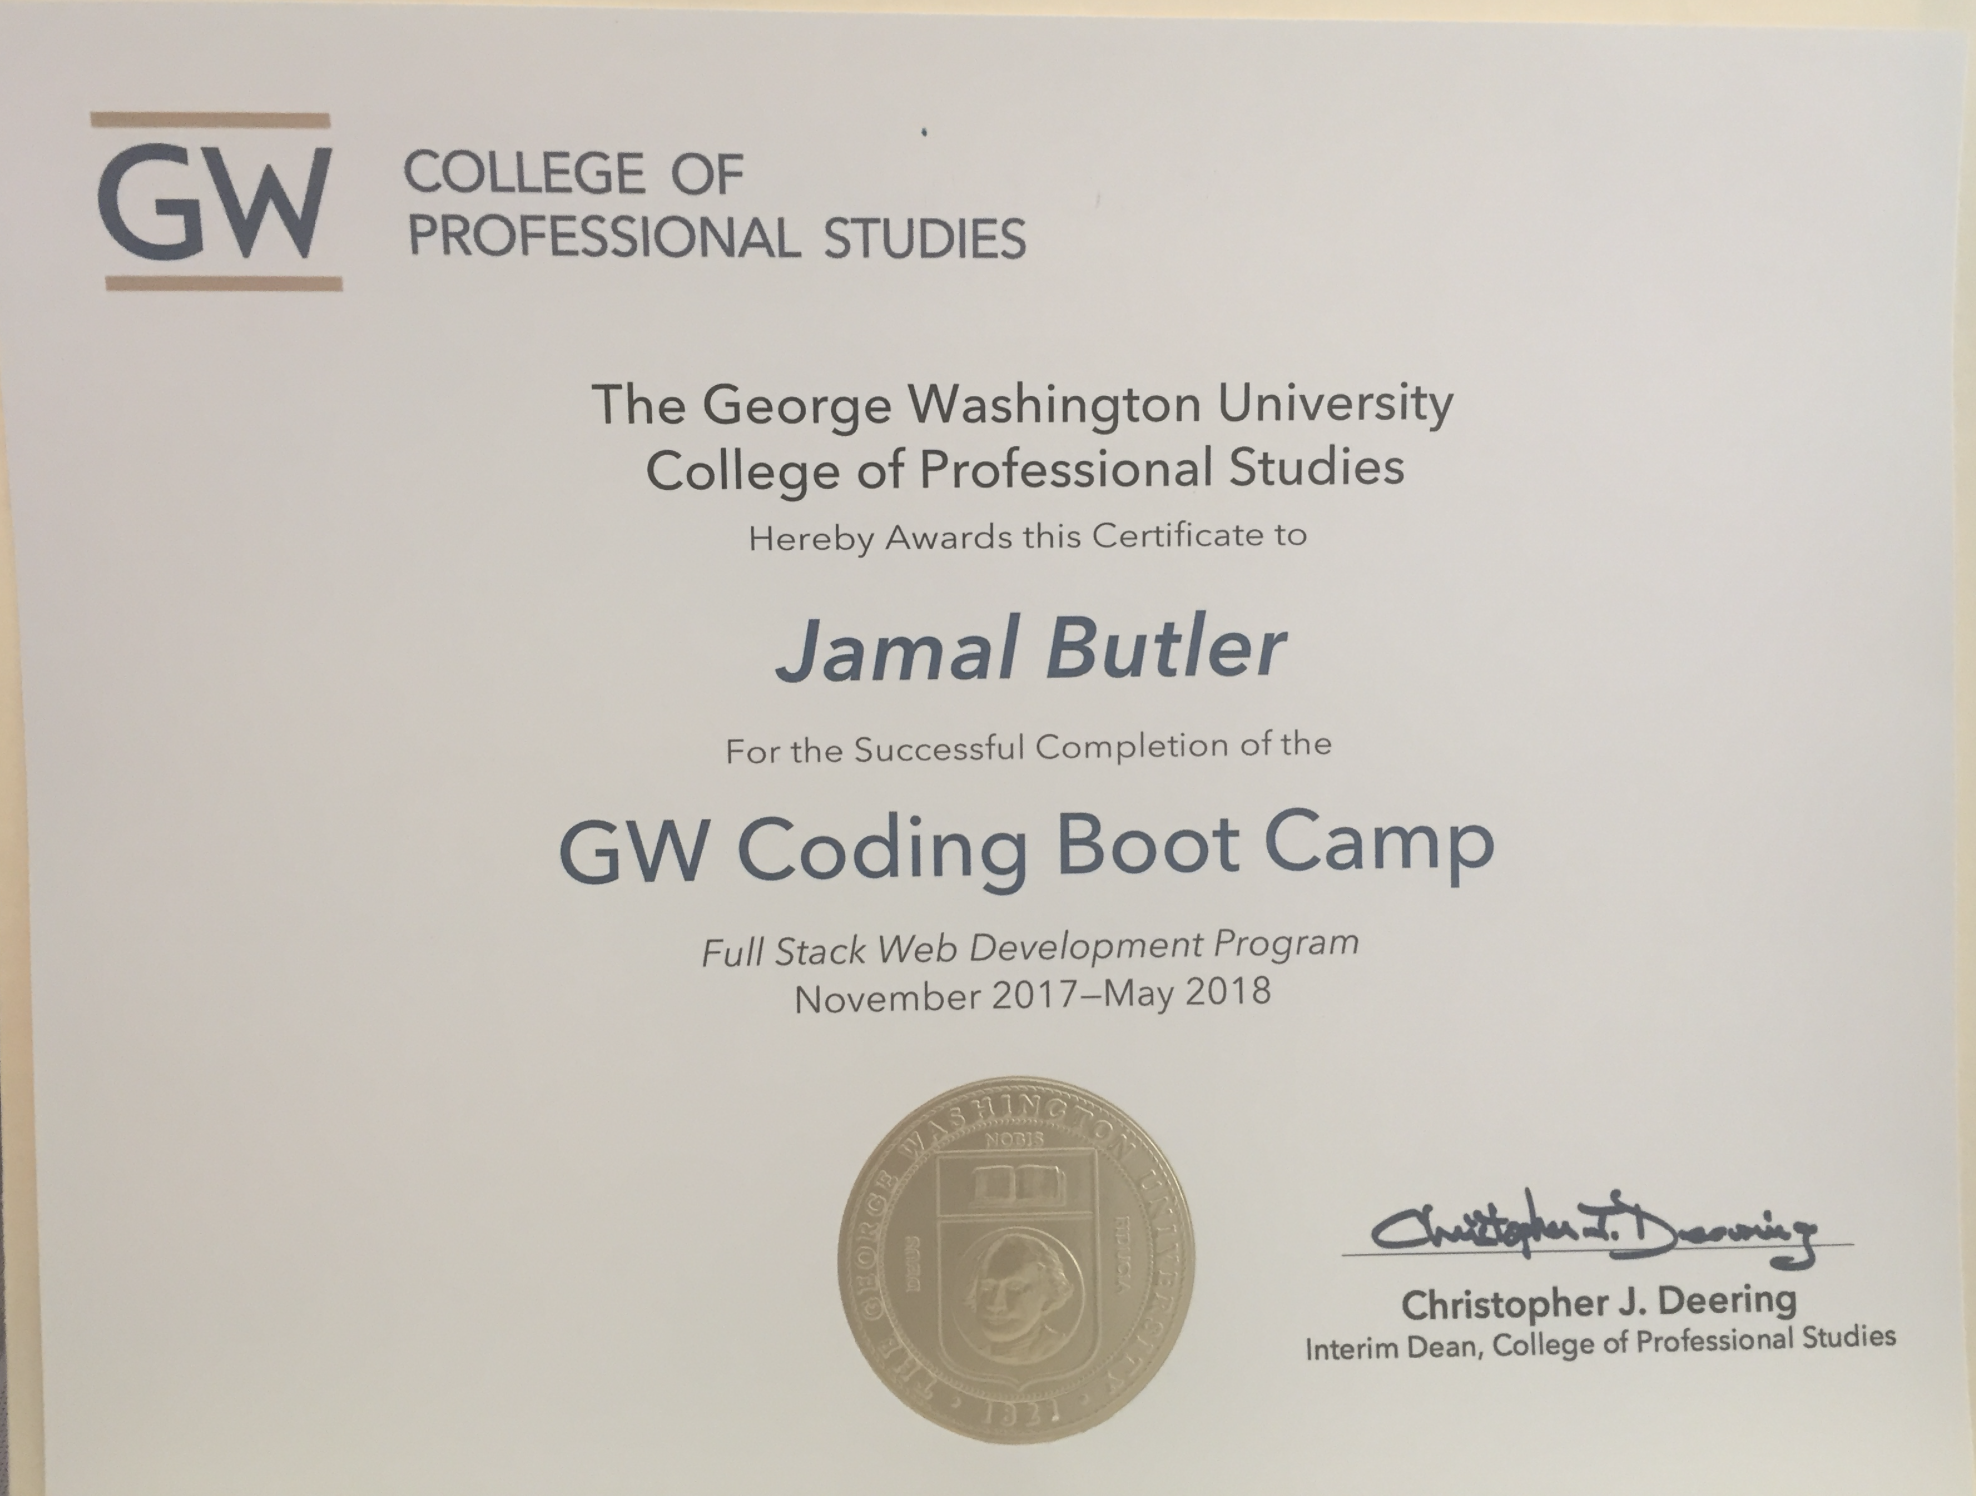 GW
COLLEGE OF
PROFESSIONAL STUDIES
The George Washington University
College of Professional Studies
Hereby Awards this Certificate to
Jamal Butler
For the Successful Completion of the
GW Coding Boot Camp
Full Stack Web Development Program
November 2017–May 2018
THE GEORGE WASHINGTON UNIVERSITY
NOBIS
DEUS
FIDUCIA
1821
Christopher J. Deering
Christopher J. Deering
Interim Dean, College of Professional Studies